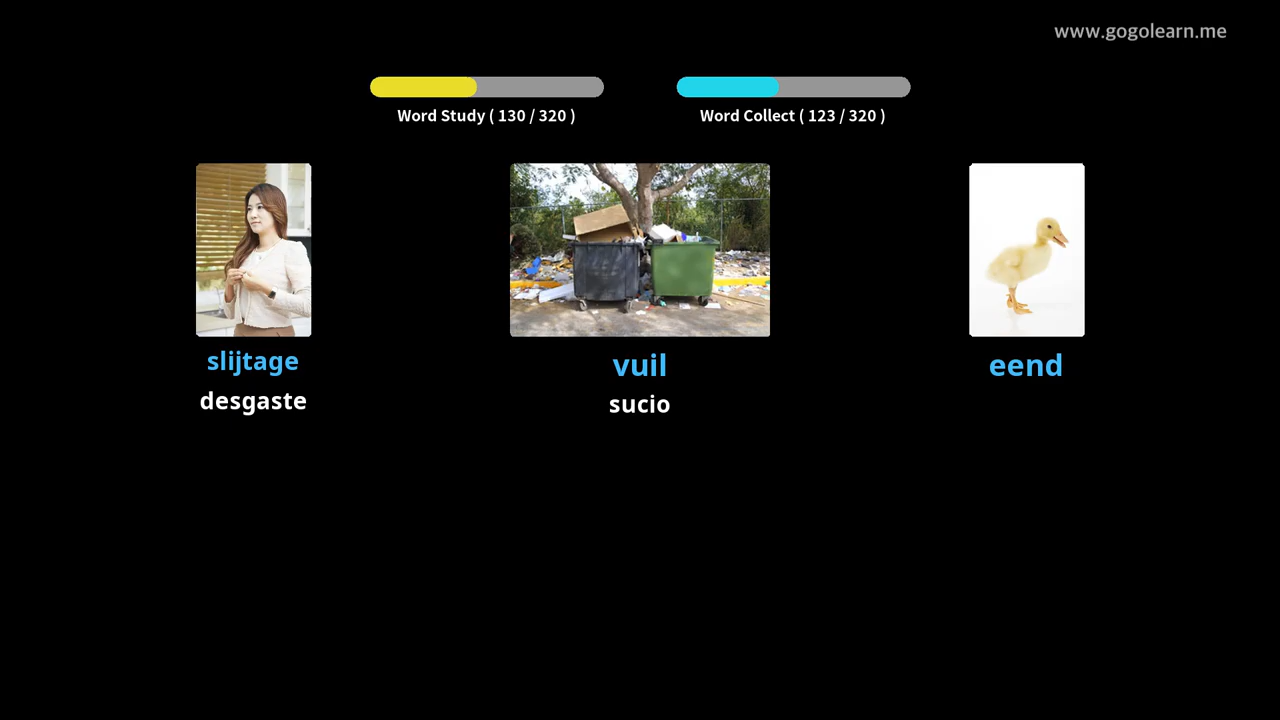 www.gogolearn.me
Word Study ( 130 / 320 )
Word Collect ( 123 / 320 )
slijtage
desgaste
vuil
sucio
eend